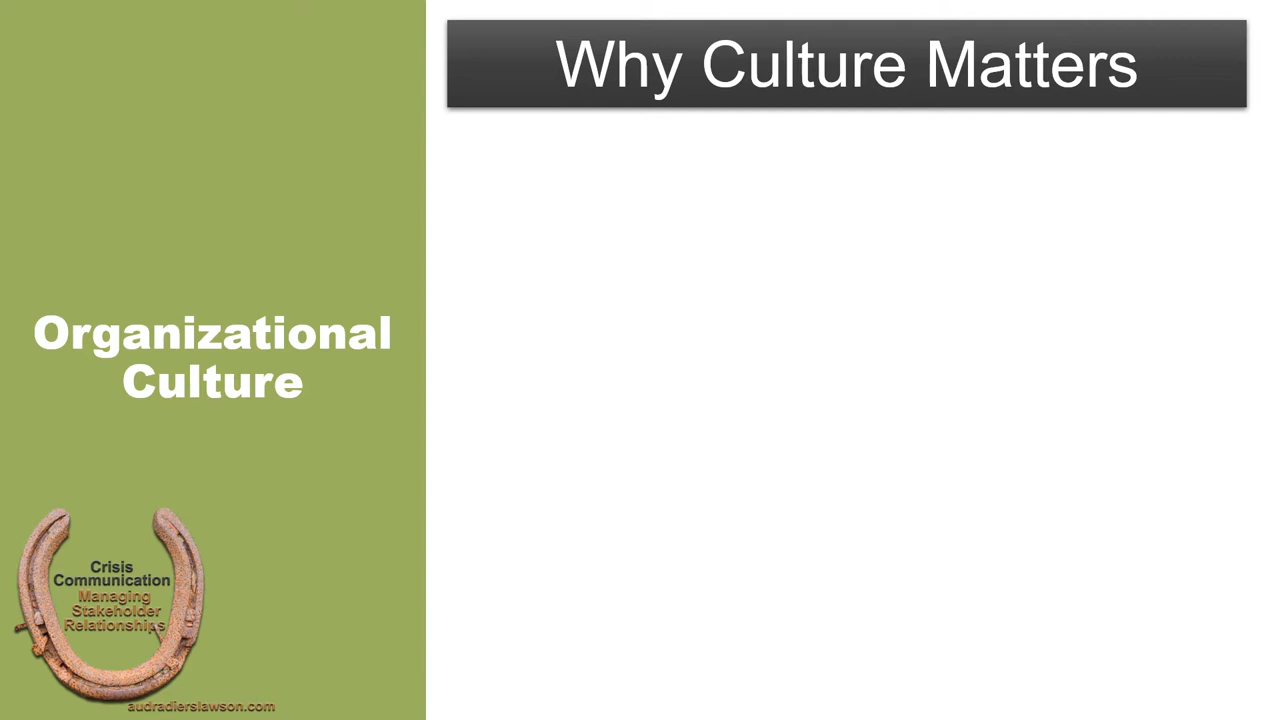 Why Culture Matters
Organizational
Culture
Crisis
Communication
Managing
Stakeholder
Relationships
audradierslawson.com